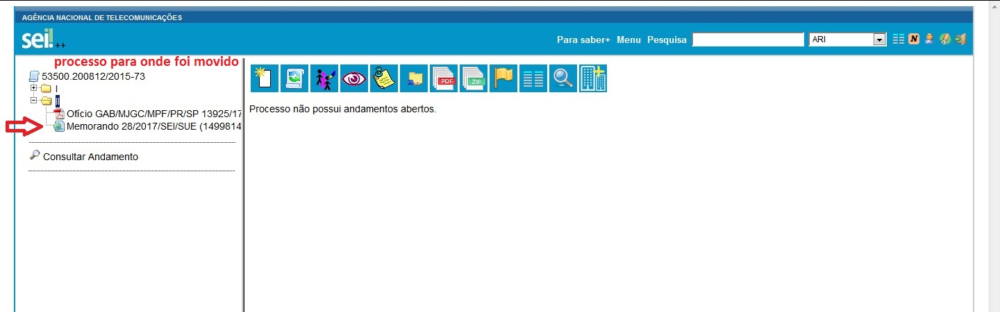 AGÊNCIA NACIONAL DE TELECOMUNICAÇÕES
sei! ++
Para saber+ Menu Pesquisa ARI N
processo para onde foi movido
53500.200812/2015-73
I
II
Ofício GAB/MJGC/MPF/PR/SP 13925/17
Memorando 28/2017/SEI/SUE (1499814
Consultar Andamento
PDF ZIP
Processo não possui andamentos abertos.